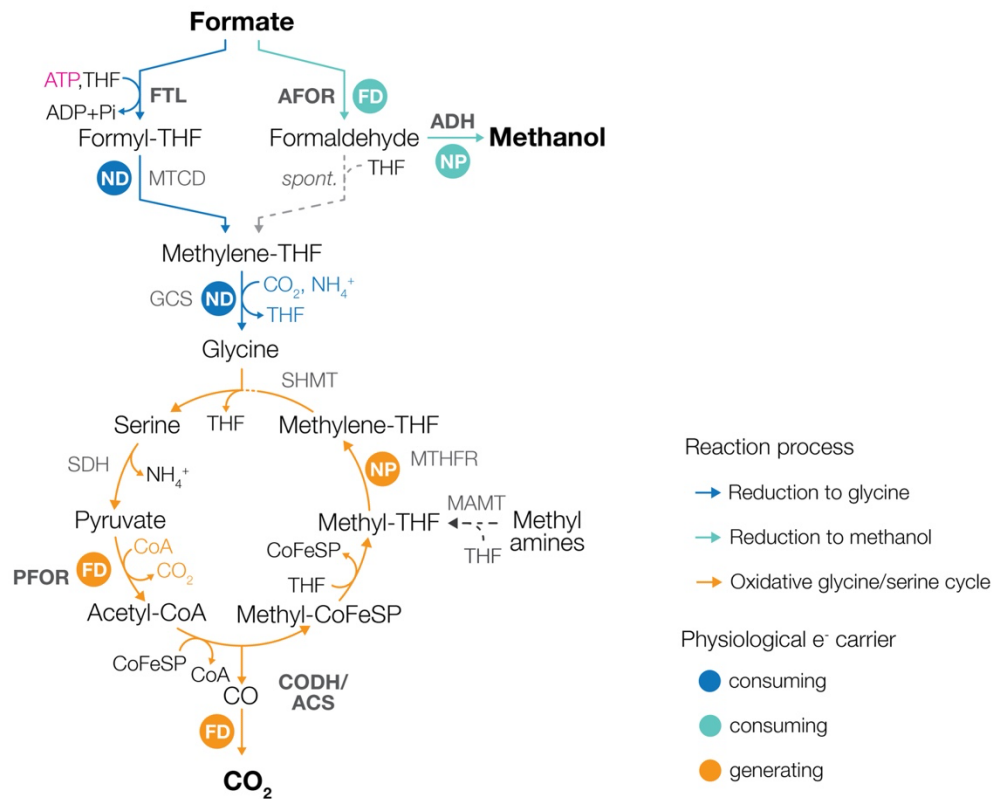 Formate
ATP,THF
ADP+Pi
FTL
AFOR
FD
Formyl-THF
Formaldehyde
ADH
NP
Methanol
ND
MTCD
spont.
THF
Methylene-THF
GCS
ND
CO₂, NH₄⁺
THF
Glycine
SHMT
Serine
THF
Methylene-THF
SDH
NH₄⁺
NP
MTHFR
Pyruvate
Methyl-THF
MAMT
THF
Methyl
amines
PFOR
FD
CoA
CO₂
CoFeSP
THF
Acetyl-CoA
Methyl-CoFeSP
CoFeSP
CoA
CO
CODH/
ACS
FD
CO₂
Reaction process
Reduction to glycine
Reduction to methanol
Oxidative glycine/serine cycle
Physiological e⁻ carrier
consuming
consuming
generating